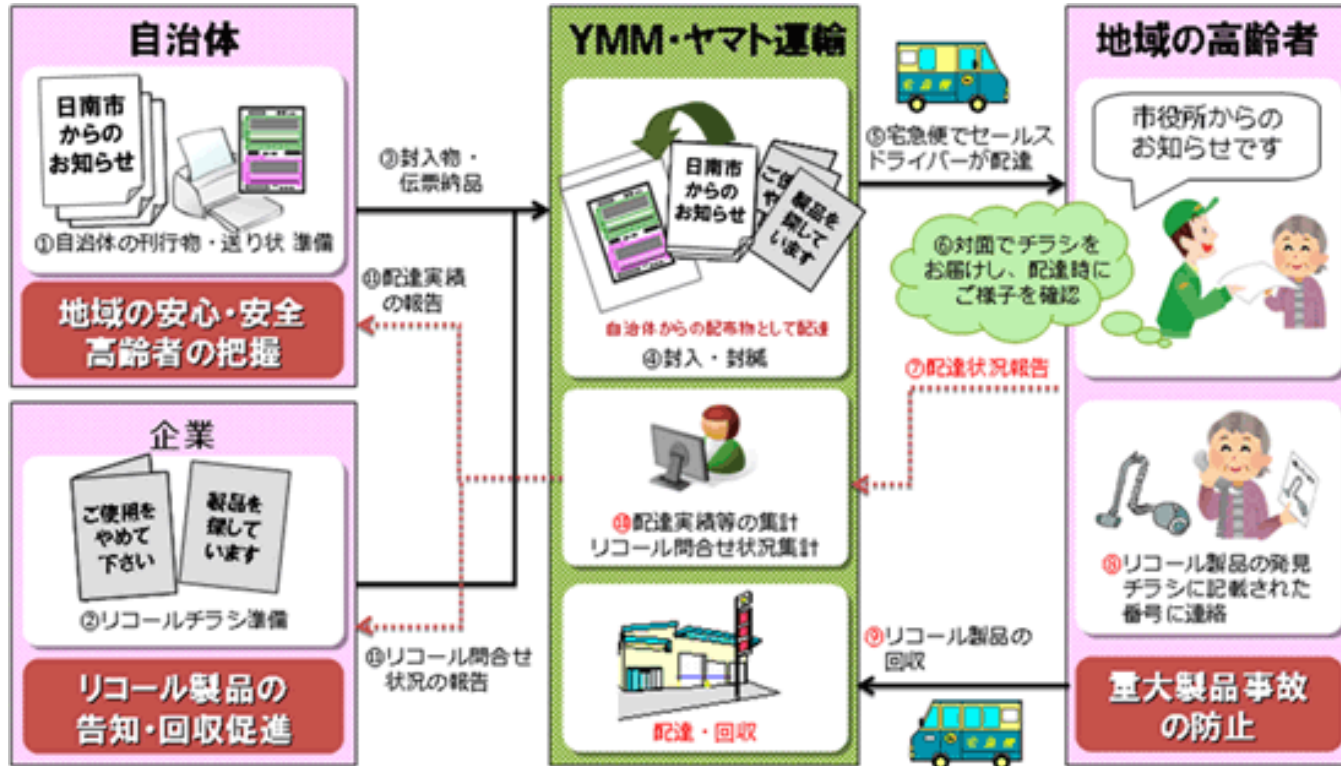 自治体
日南市
からの
お知らせ
①自治体の刊行物・送り状 準備
地域の安心・安全
高齢者の把握
企業
ご使用を
やめて
下さい
製品を
探して
います
②リコールチラシ準備
リコール製品の
告知・回収促進
③封入物・
伝票納品
配達実績
の報告
リコール問合せ
状況の報告
YMM・ヤマト運輸
日南市
からの
お知らせ
製品を
探して
います
自治体からの配布物として配達
④封入・封緘
⑩配達実績等の集計
リコール問合せ状況集計
配達・回収
⑤宅急便でセールス
ドライバーが配達
⑥対面でチラシを
お届けし、配達時に
ご様子を確認
⑦配達状況報告
⑨リコール製品の
回収
地域の高齢者
市役所からの
お知らせです
⑧リコール製品の発見
チラシに記載された
番号に連絡
重大製品事故
の防止